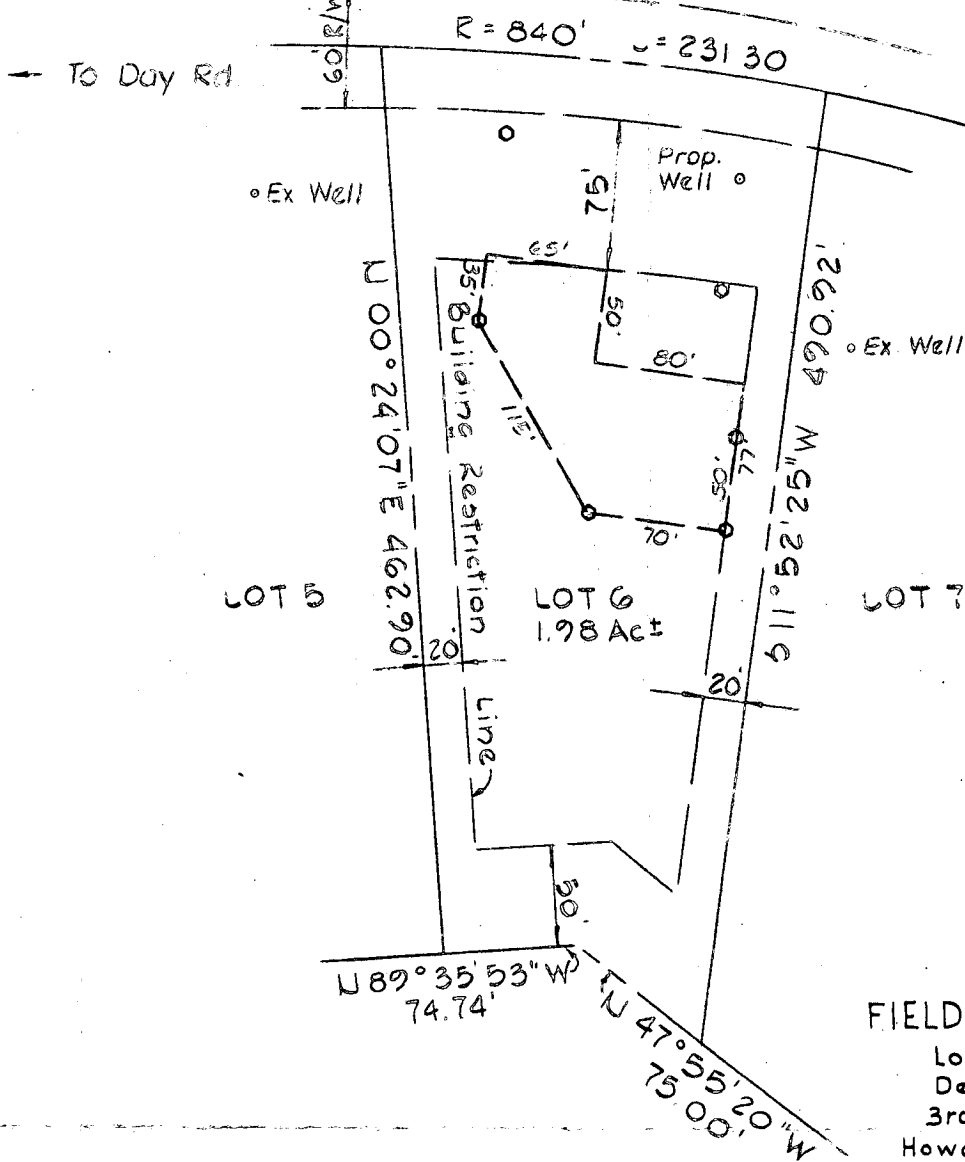 60' R/W
R = 840'
= 231 30
← To Day Rd
Ex Well
Prop.
Well
75'
65'
35'
50'
80'
Building Restriction
Line
115'
50'
77'
70'
N 00° 24' 07" E 462.90'
S 11° 52' 25" W 490.92'
Ex Well
LOT 5
LOT 6
1.98 Ac ±
LOT 7
20'
20'
50'
N 89° 35' 53" W
74.74'
N 47° 55' 20" W
75.00'
FIELD
Lo
De
3rd
Howa